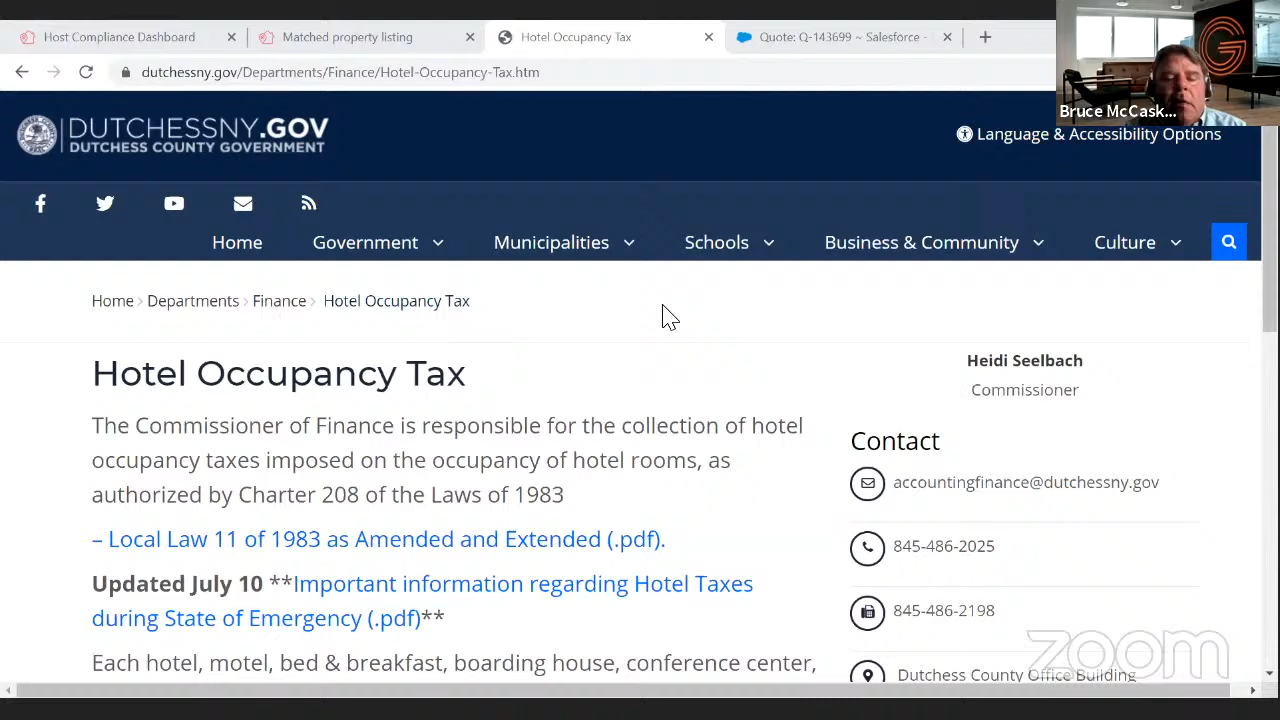 Host Compliance Dashboard
Matched property listing
Hotel Occupancy Tax
Quote: Q-143699 ~ Salesforce -
dutchessny.gov/Departments/Finance/Hotel-Occupancy-Tax.htm
Bruce McCask...
DUTCHESSNY.GOV
DUTCHESS COUNTY GOVERNMENT
Language & Accessibility Options
Home
Government
Municipalities
Schools
Business & Community
Culture
Home > Departments > Finance > Hotel Occupancy Tax
Hotel Occupancy Tax
The Commissioner of Finance is responsible for the collection of hotel
occupancy taxes imposed on the occupancy of hotel rooms, as
authorized by Charter 208 of the Laws of 1983
– Local Law 11 of 1983 as Amended and Extended (.pdf).
Updated July 10 **Important information regarding Hotel Taxes
during State of Emergency (.pdf)**
Each hotel, motel, bed & breakfast, boarding house, conference center,
Heidi Seelbach
Commissioner
Contact
accountingfinance@dutchessny.gov
845-486-2025
845-486-2198
Dutchess County Office Building
zoom